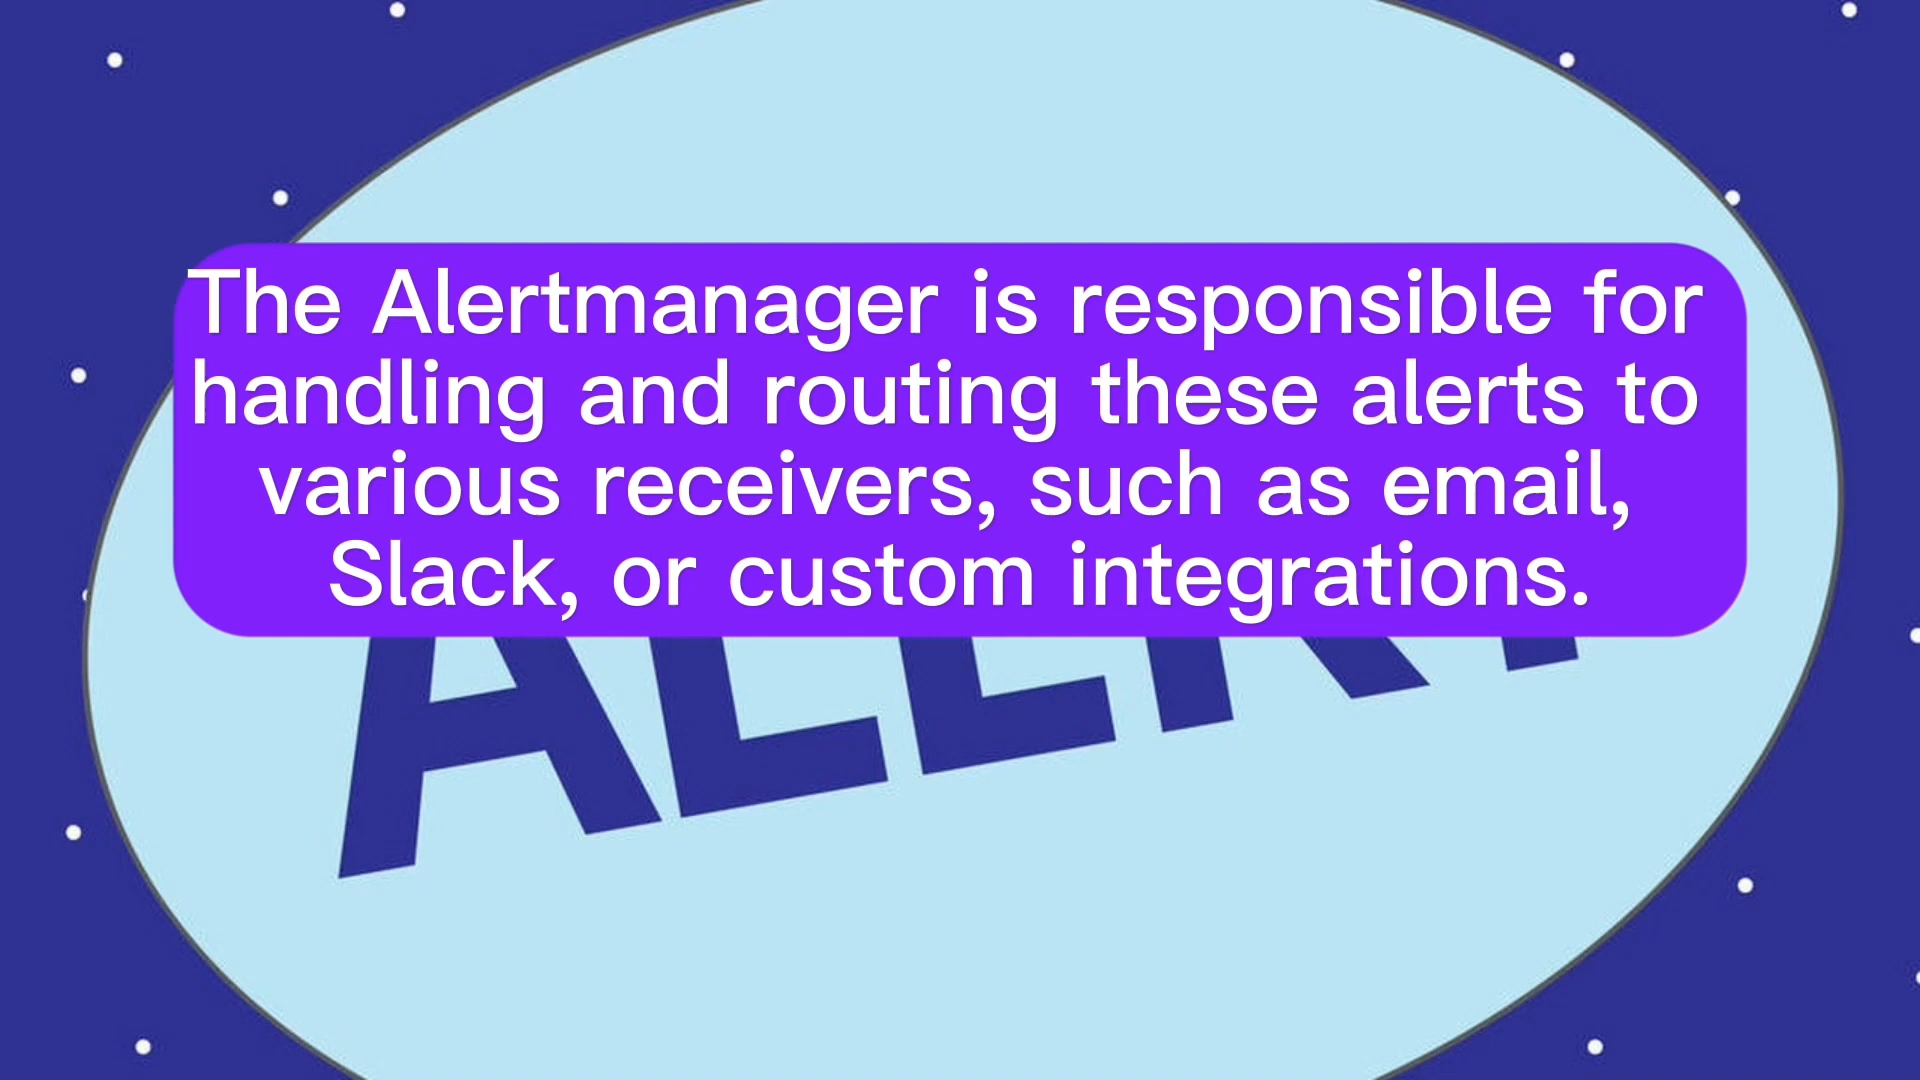 The Alertmanager is responsible for
handling and routing these alerts to
various receivers, such as email,
Slack, or custom integrations.
ALERT